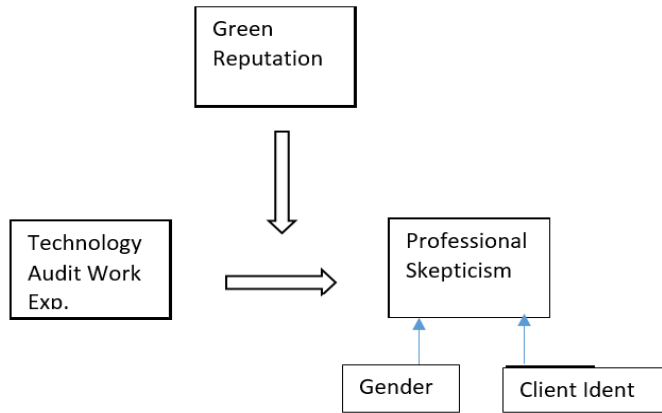 Green
Reputation
Technology
Audit Work
Exp.
Professional
Skepticism
Gender
Client Ident